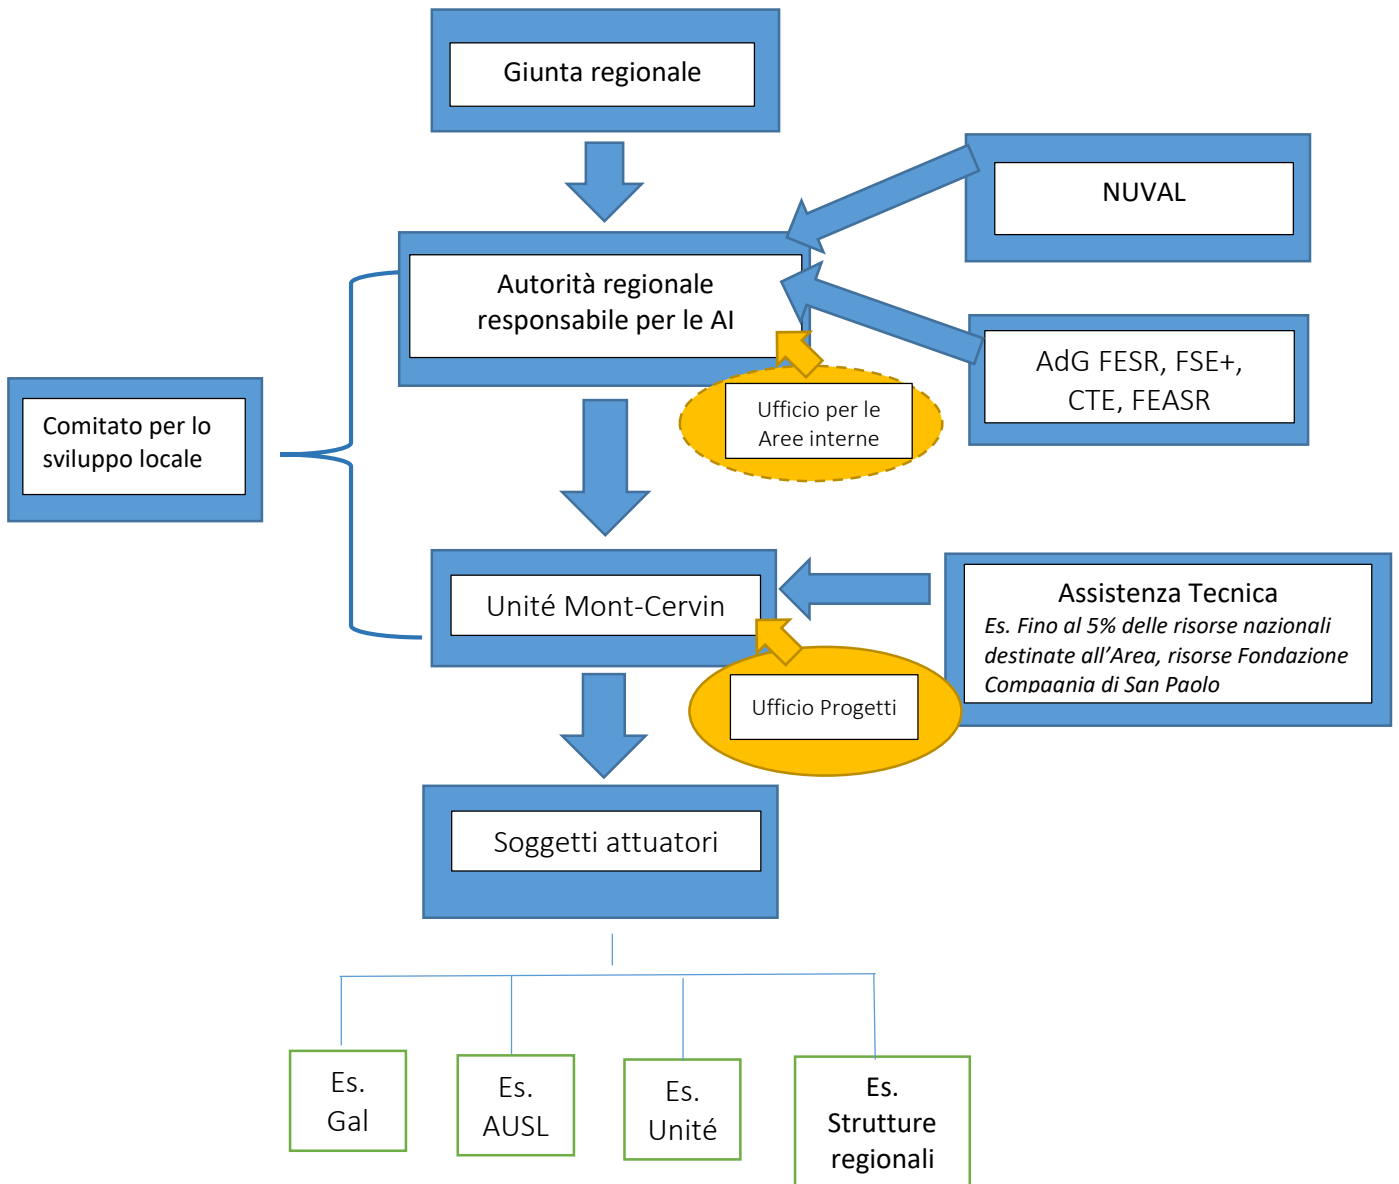 Giunta regionale
NUVAL
Autorità regionale
responsabile per le AI
AdG FESR, FSE+,
CTE, FEASR
Ufficio per le
Aree interne
Comitato per lo
sviluppo locale
Unité Mont-Cervin
Assistenza Tecnica
Es. Fino al 5% delle risorse nazionali
destinate all’Area, risorse Fondazione
Compagnia di San Paolo
Ufficio Progetti
Soggetti attuatori
Es.
Gal
Es.
AUSL
Es.
Unité
Es.
Strutture
regionali